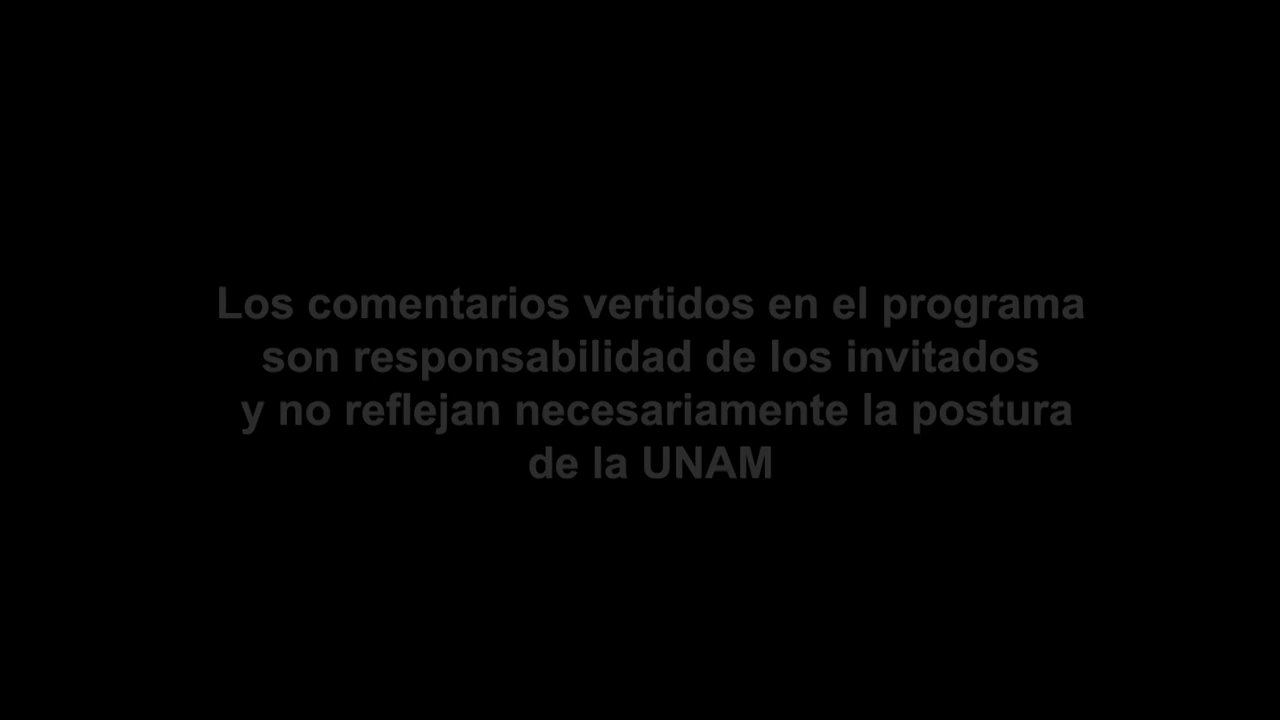 Los comentarios vertidos en el programa
son responsabilidad de los invitados
y no reflejan necesariamente la postura
de la UNAM